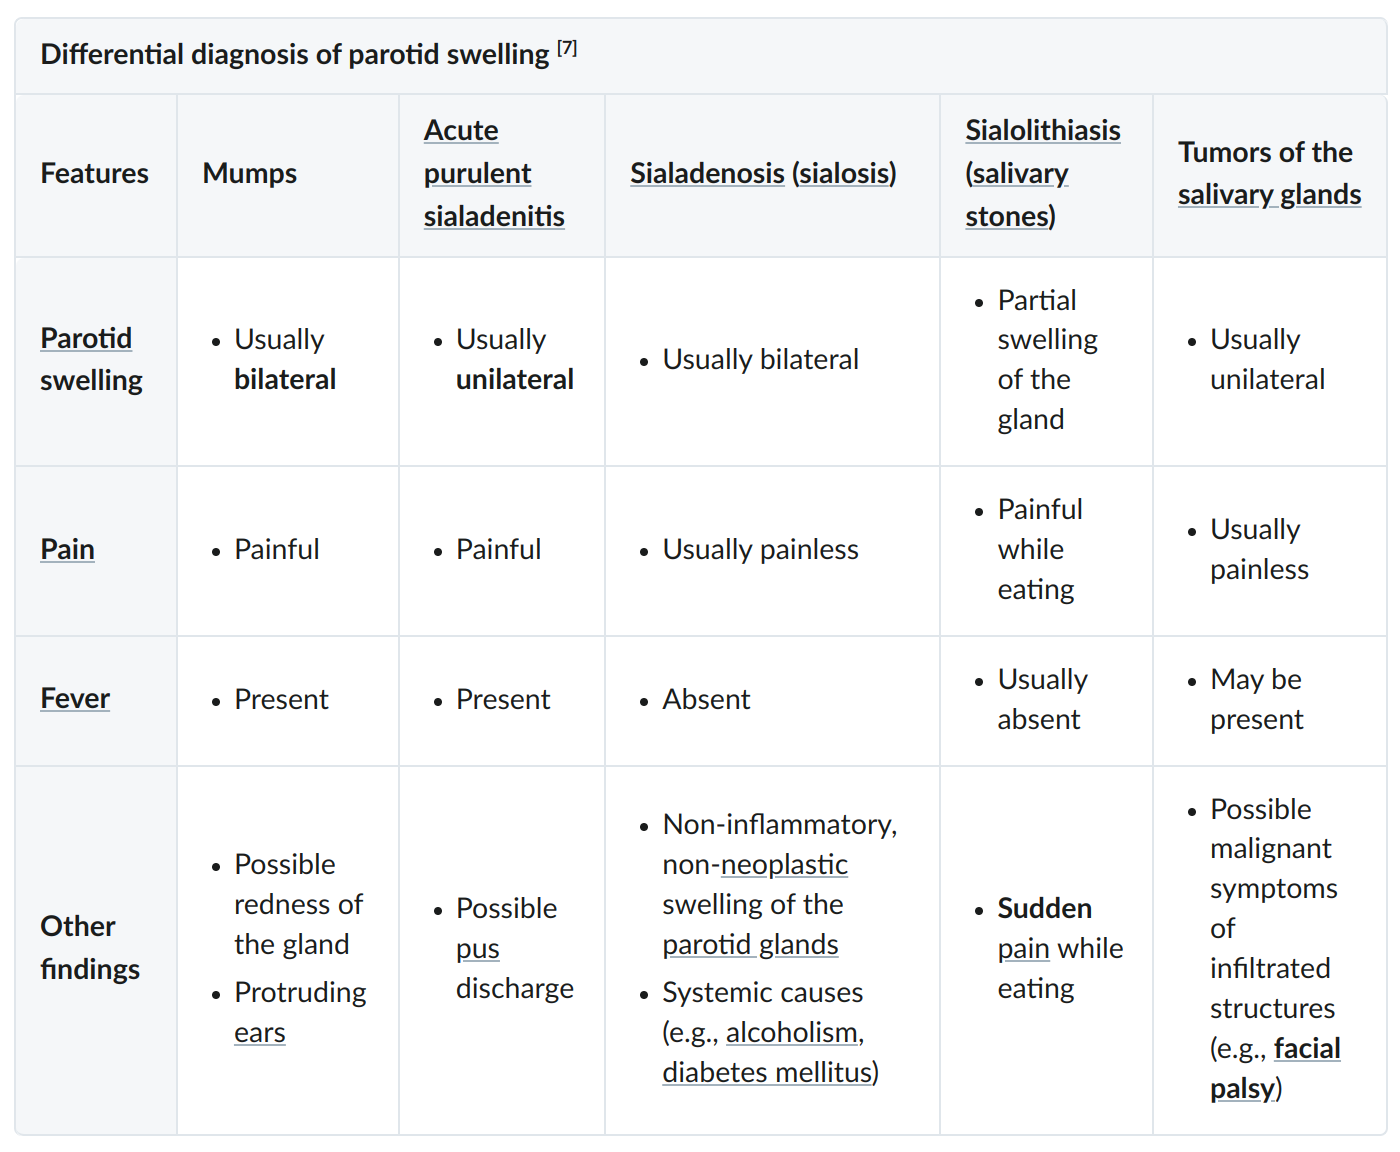 Differential diagnosis of parotid swelling [7]
Features
Mumps
Acute
purulent
sialadenitis
Sialadenosis (sialosis)
Sialolithiasis
(salivary
stones)
Tumors of the
salivary glands
Parotid
swelling
• Usually
bilateral
• Usually
unilateral
• Usually bilateral
• Partial
swelling
of the
gland
• Usually
unilateral
Pain
• Painful
• Painful
• Usually painless
• Painful
while
eating
• Usually
painless
Fever
• Present
• Present
• Absent
• Usually
absent
• May be
present
Other
findings
• Possible
redness of
the gland
• Protruding
ears
• Possible
pus
discharge
• Non-inflammatory,
non-neoplastic
swelling of the
parotid glands
• Systemic causes
(e.g., alcoholism,
diabetes mellitus)
• Sudden
pain while
eating
• Possible
malignant
symptoms
of
infiltrated
structures
(e.g., facial
palsy)